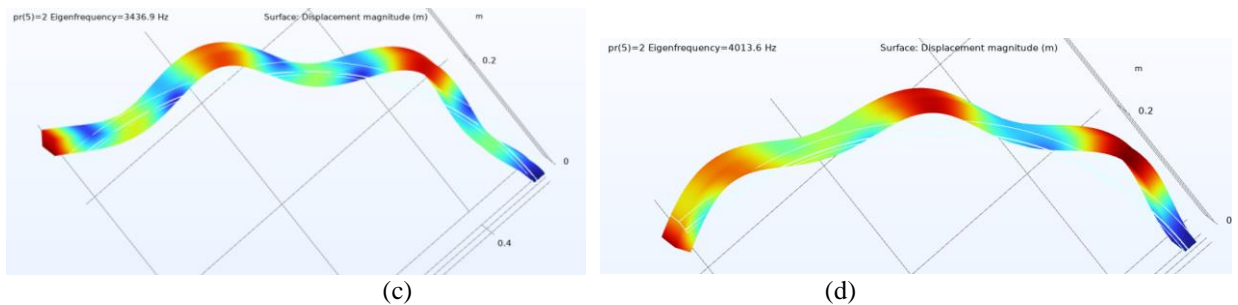 pr(5)=2 Eigenfrequency=3436.9 Hz Surface: Displacement magnitude (m)
m
0.2
0
0.4
(c)
pr(5)=2 Eigenfrequency=4013.6 Hz Surface: Displacement magnitude (m)
m
0.2
0
(d)